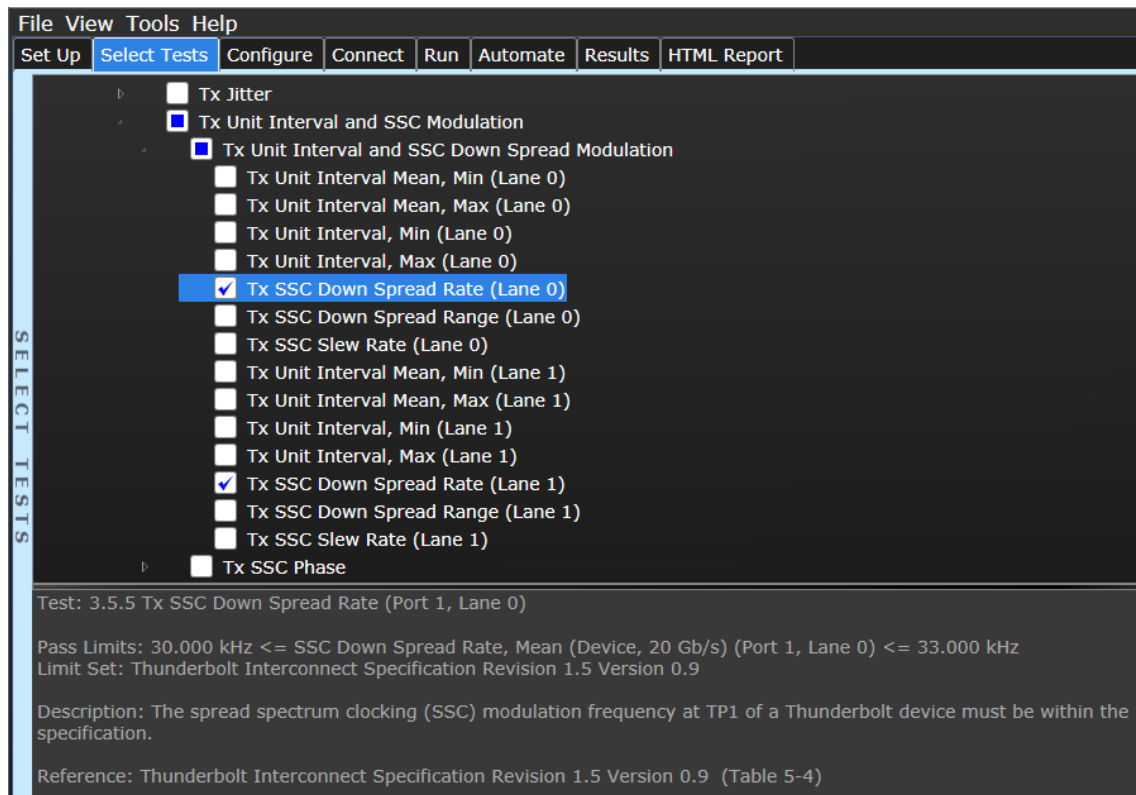 File View Tools Help
Set Up Select Tests Configure Connect Run Automate Results HTML Report
SELECT TESTS
Tx Jitter
Tx Unit Interval and SSC Modulation
Tx Unit Interval and SSC Down Spread Modulation
Tx Unit Interval Mean, Min (Lane 0)
Tx Unit Interval Mean, Max (Lane 0)
Tx Unit Interval, Min (Lane 0)
Tx Unit Interval, Max (Lane 0)
Tx SSC Down Spread Rate (Lane 0)
Tx SSC Down Spread Range (Lane 0)
Tx SSC Slew Rate (Lane 0)
Tx Unit Interval Mean, Min (Lane 1)
Tx Unit Interval Mean, Max (Lane 1)
Tx Unit Interval, Min (Lane 1)
Tx Unit Interval, Max (Lane 1)
Tx SSC Down Spread Rate (Lane 1)
Tx SSC Down Spread Range (Lane 1)
Tx SSC Slew Rate (Lane 1)
Tx SSC Phase
Test: 3.5.5 Tx SSC Down Spread Rate (Port 1, Lane 0)
Pass Limits: 30.000 kHz <= SSC Down Spread Rate, Mean (Device, 20 Gb/s) (Port 1, Lane 0) <= 33.000 kHz
Limit Set: Thunderbolt Interconnect Specification Revision 1.5 Version 0.9
Description: The spread spectrum clocking (SSC) modulation frequency at TP1 of a Thunderbolt device must be within the
specification.
Reference: Thunderbolt Interconnect Specification Revision 1.5 Version 0.9 (Table 5-4)